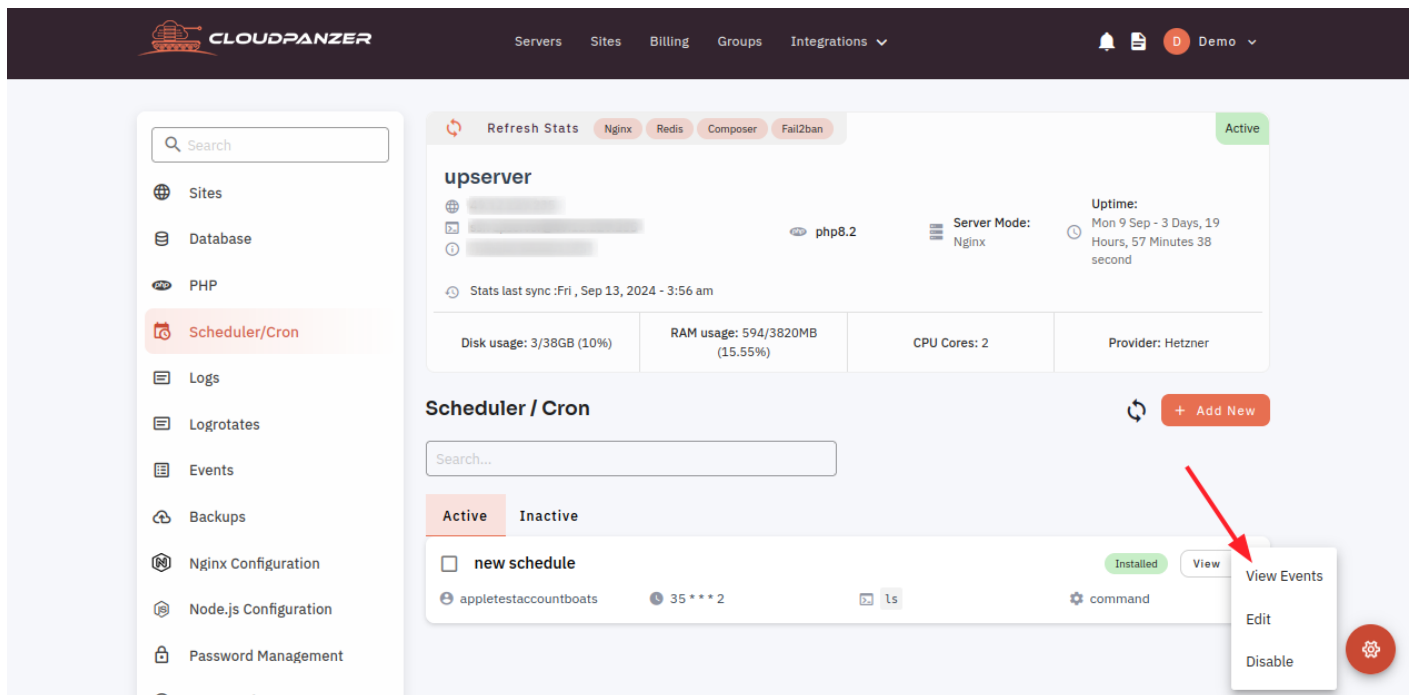 CLOUDPANZER
Servers Sites Billing Groups Integrations
D Demo
Search
Sites
Database
PHP
Scheduler/Cron
Logs
Logrotates
Events
Backups
Nginx Configuration
Node.js Configuration
Password Management
Refresh Stats Nginx Redis Composer Fail2ban
Active
upserver
php php8.2
Server Mode:
Nginx
Uptime:
Mon 9 Sep - 3 Days, 19
Hours, 57 Minutes 38
second
Stats last sync :Fri , Sep 13, 2024 - 3:56 am
Disk usage: 3/38GB (10%)
RAM usage: 594/3820MB
(15.55%)
CPU Cores: 2
Provider: Hetzner
Scheduler / Cron
+ Add New
Search...
Active Inactive
new schedule
Installed View
appletestaccountboats 35 * * * 2 ls command
View Events
Edit
Disable